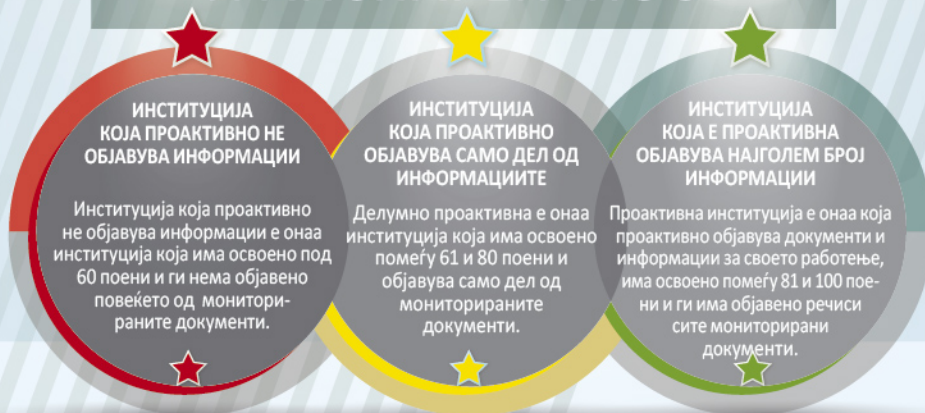 ИНСТИТУЦИЈА
КОЈА ПРОАКТИВНО НЕ
ОБЈАВУВА ИНФОРМАЦИИ
Институција која проактивно
не објавува информации е онаа
институција која има освоено под
60 поени и ги нема објавено
повеќето од монитори-
раните документи.
ИНСТИТУЦИЈА
КОЈА ПРОАКТИВНО
ОБЈАВУВА САМО ДЕЛ ОД
ИНФОРМАЦИИТЕ
Делумно проактивна е онаа
институција која има освоено
помеѓу 61 и 80 поени и
објавува само дел од
мониторираните
документи.
ИНСТИТУЦИЈА
КОЈА Е ПРОАКТИВНА
ОБЈАВУВА НАЈГОЛЕМ БРОЈ
ИНФОРМАЦИИ
Проактивна институција е онаа која
проактивно објавува документи и
информации за своето работење,
има освоено помеѓу 81 и 100 пое-
ни и ги има објавено речиси
сите мониторирани
документи.